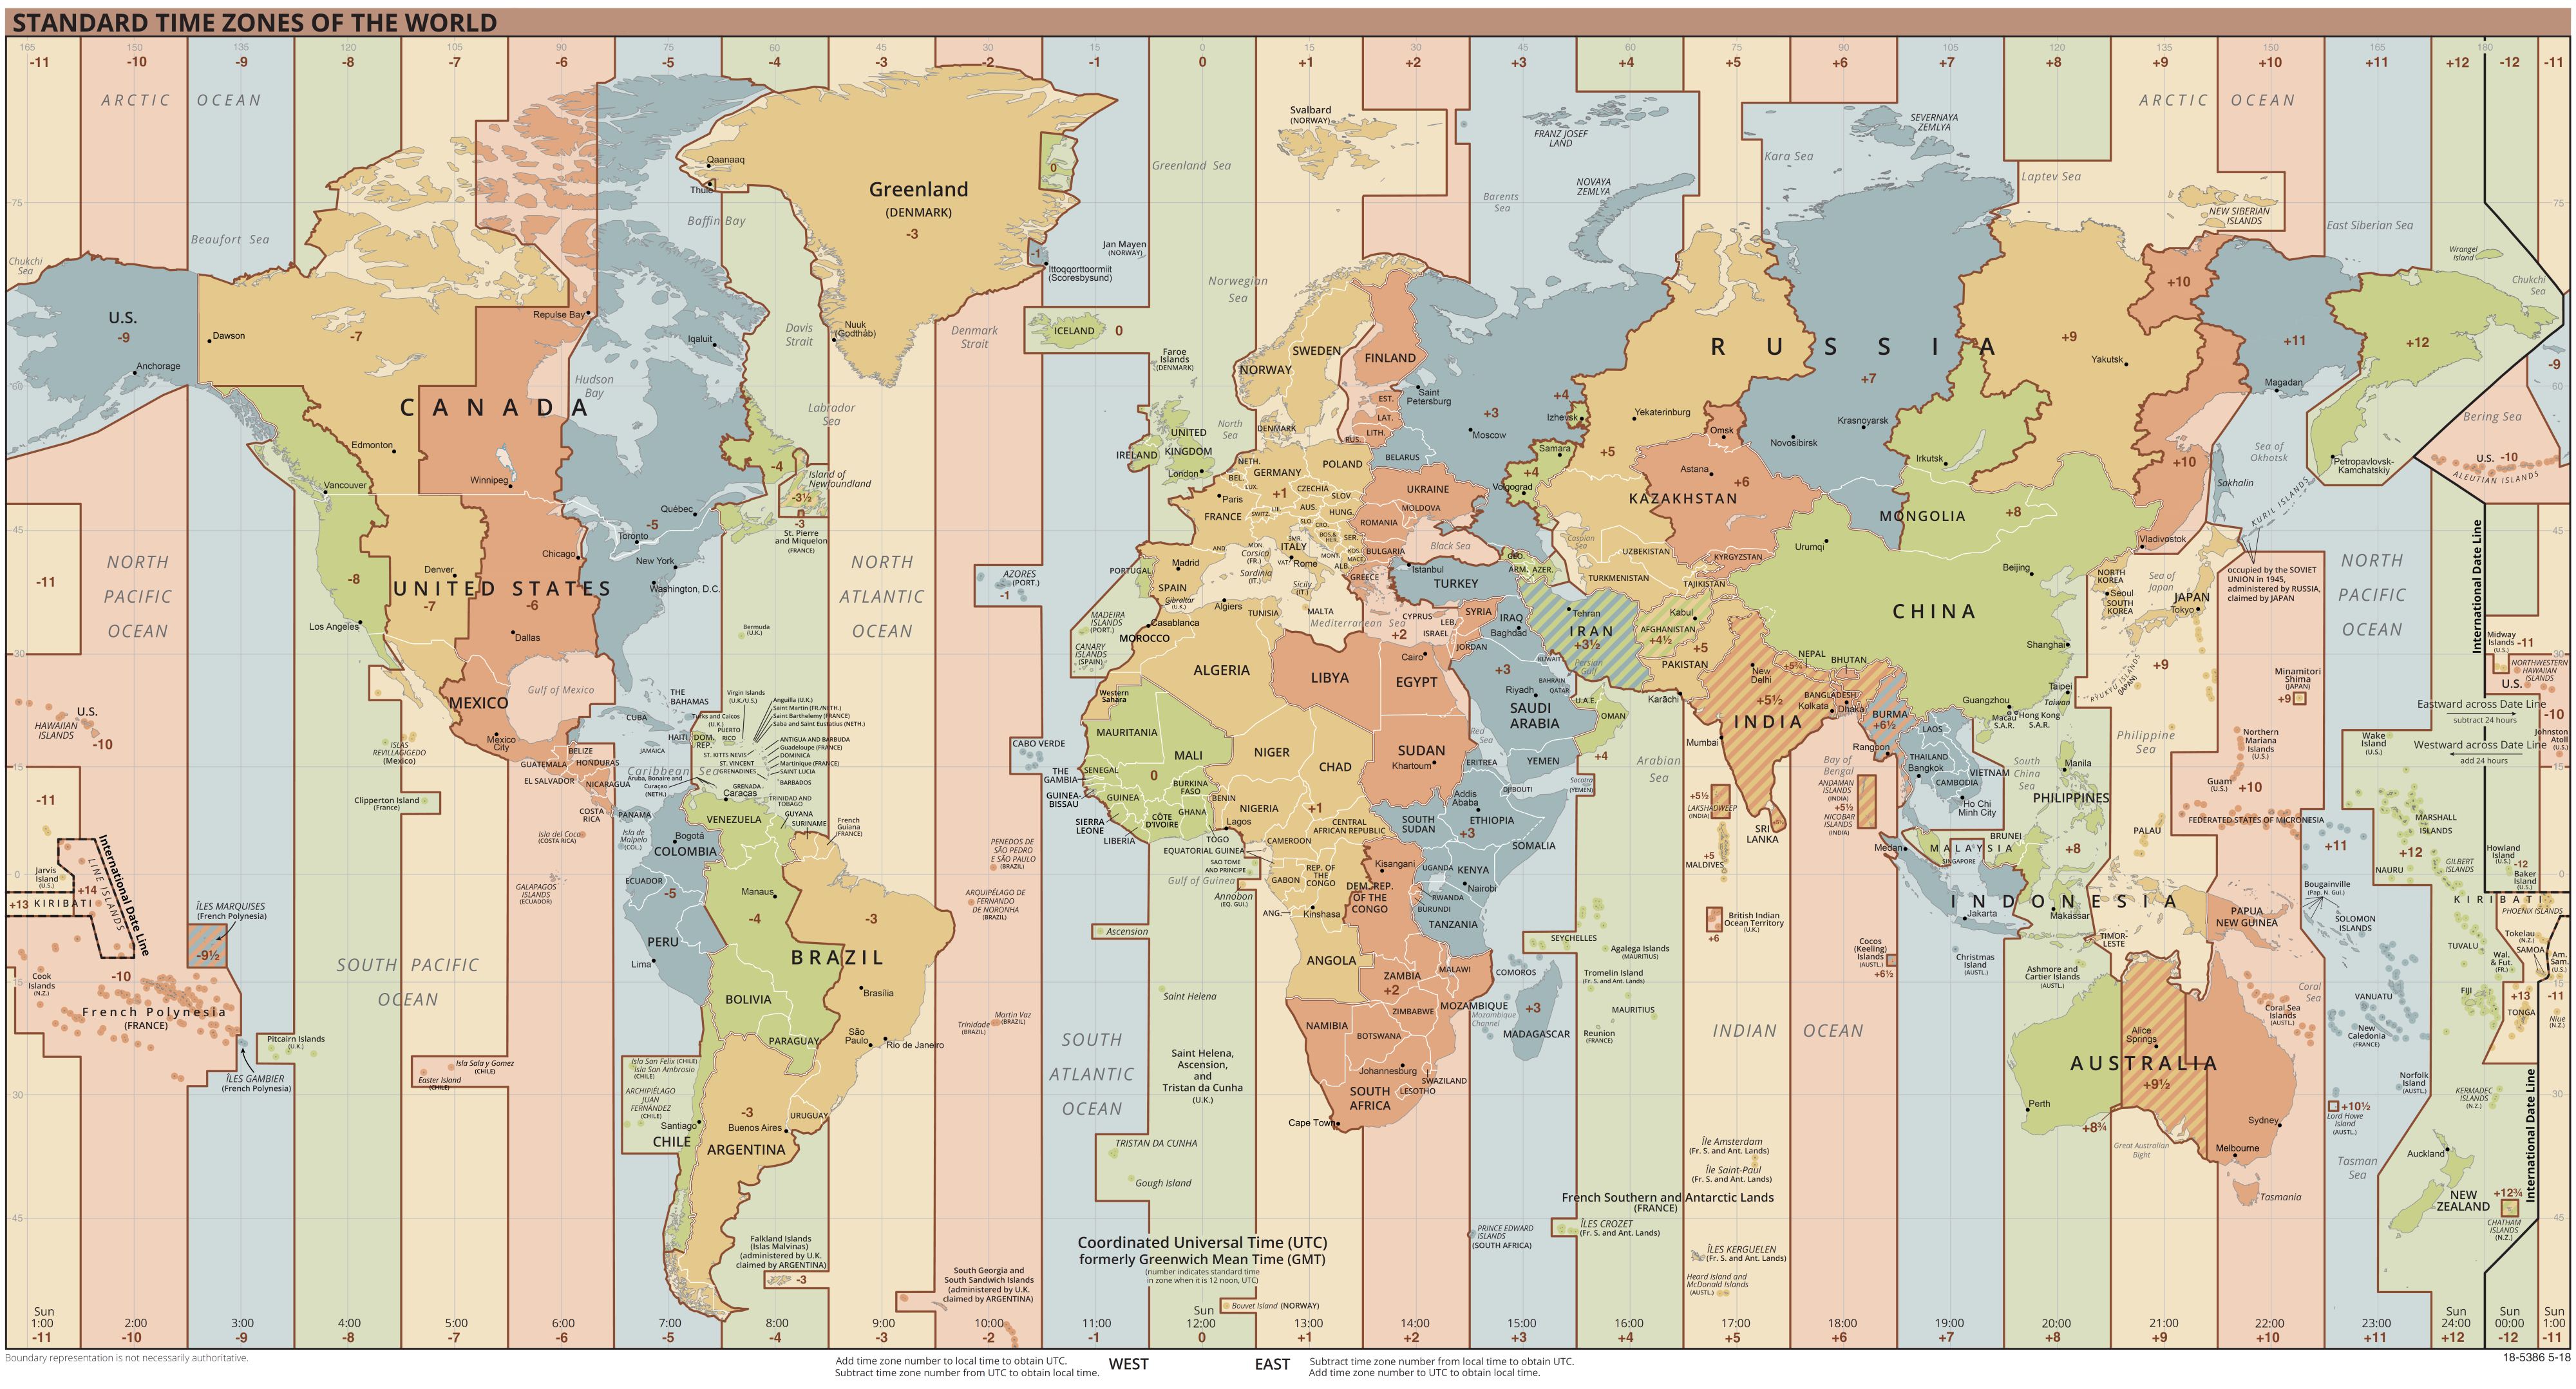 STANDARD TIME ZONES OF THE WORLD
165 150 135 120 105 90 75 60 45 30 15 0 15 30 45 60 75 90 105 120 135 150 165 180
-11 -10 -9 -8 -7 -6 -5 -4 -3 -2 -1 0 +1 +2 +3 +4 +5 +6 +7 +8 +9 +10 +11 +12 -12 -11
ARCTIC OCEAN
ARCTIC OCEAN
Svalbard
(NORWAY)
FRANZ JOSEF
LAND
SEVERNAYA
ZEMLYA
Qaanaaq
Thule
Greenland
(DENMARK)
-3
0
Greenland Sea
Kara Sea
Laptev Sea
Barents
Sea
NOVAYA
ZEMLYA
NEW SIBERIAN
ISLANDS
East Siberian Sea
75
75
Baffin Bay
Beaufort Sea
Chukchi
Sea
-1
Ittoqqortoormiit
(Scoresbysund)
Jan Mayen
(NORWAY)
Norwegian
Sea
Wrangel
Island
Chukchi
Sea
U.S.
-9
Anchorage
Dawson
-7
Repulse Bay
Iqaluit
Davis
Strait
Nuuk
(Godthåb)
Denmark
Strait
ICELAND
0
Faroe
Islands
(DENMARK)
SWEDEN
NORWAY
FINLAND
Saint
Petersburg
RUSSIA
+10
+9
+11
+12
Yakutsk
Magadan
-9
60
60
CANADA
Hudson
Bay
Labrador
Sea
Edmonton
Winnipeg
Vancouver
-4
Island of
Newfoundland
-3½
-3
St. Pierre
and Miquelon
(FRANCE)
Québec
-5
Toronto
New York
Chicago
Washington, D.C.
North
Sea
UNITED
KINGDOM
IRELAND
London
DENMARK
EST.
LAT.
LITH.
RUS.
BELARUS
NETH.
BEL.
LUX.
GERMANY
+1
POLAND
CZECHIA
SLOV.
Paris
FRANCE
SWITZ.
LIE.
AUS.
HUNG.
SLO.
CRO.
BOS.&
HER.
SER.
ROMANIA
MOLDOVA
UKRAINE
+3
Moscow
+4
Izhevsk
Samara
+4
Volgograd
Yekaterinburg
+5
Omsk
+7
Novosibirsk
Krasnoyarsk
Irkutsk
Astana
+6
KAZAKHSTAN
MONGOLIA
+8
+10
Sea of
Okhotsk
Sakhalin
KURIL ISLANDS
Petropavlovsk-
Kamchatskiy
Bering Sea
U.S. -10
ALEUTIAN ISLANDS
45
45
NORTH
PACIFIC
OCEAN
-11
-8
Denver
UNITED STATES
-7
-6
Los Angeles
Dallas
Bermuda
(U.K.)
NORTH
ATLANTIC
OCEAN
AZORES
(PORT.)
-1
PORTUGAL
Madrid
SPAIN
AND.
MON.
SMR.
ITALY
Corsica
(FR.)
VAT.
Rome
Sardinia
(IT.)
Sicily
(IT.)
MONT.
KOS.
MACE.
ALB.
BULGARIA
GREECE
Black Sea
Istanbul
TURKEY
GEO.
ARM. AZER.
Caspian
Sea
UZBEKISTAN
TURKMENISTAN
KYRGYZSTAN
TAJIKISTAN
Urumqi
Beijing
Vladivostok
NORTH
KOREA
Seoul
SOUTH
KOREA
Sea of
Japan
JAPAN
Tokyo
occupied by the SOVIET
UNION in 1945,
administered by RUSSIA,
claimed by JAPAN
NORTH
PACIFIC
OCEAN
International Date Line
Gibraltar
(U.K.)
Algiers
TUNISIA
MALTA
Mediterranean Sea
MADEIRA
ISLANDS
(PORT.)
Casablanca
MOROCCO
CANARY
ISLANDS
(SPAIN)
CYPRUS
LEB.
+2
ISRAEL
SYRIA
JORDAN
IRAQ
Baghdad
Tehran
IRAN
+3½
Kabul
AFGHANISTAN
+4½
+5
PAKISTAN
CHINA
Shanghai
30
30
Gulf of Mexico
MEXICO
Mexico
City
U.S.
HAWAIIAN
ISLANDS
-10
ISLAS
REVILLAGIGEDO
(Mexico)
THE
BAHAMAS
CUBA
HAITI
DOM.
REP.
JAMAICA
Turks and Caicos
(U.K.)
Virgin Islands
(U.K./U.S.)
PUERTO
RICO
Anguilla (U.K.)
Saint Martin (FR./NETH.)
Saint Barthelemy (FRANCE)
Saba and Saint Eustatius (NETH.)
ANTIGUA AND BARBUDA
Guadeloupe (FRANCE)
DOMINICA
Martinique (FRANCE)
SAINT LUCIA
ST. KITTS NEVIS
ST. VINCENT
GRENADINES
BARBADOS
GRENADA
TRINIDAD AND
TOBAGO
Caribbean Sea
Aruba, Bonaire and
Curaçao
(NETH.)
BELIZE
GUATEMALA
HONDURAS
EL SALVADOR
NICARAGUA
COSTA
RICA
PANAMA
Caracas
VENEZUELA
GUYANA
SURINAME
French
Guiana
(FRANCE)
Western
Sahara
ALGERIA
LIBYA
Cairo
EGYPT
KUWAIT
+3
Persian
Gulf
BAHRAIN
QATAR
Riyadh
SAUDI
ARABIA
U.A.E.
OMAN
+4
Karāchi
New
Delhi
+5½
INDIA
Mumbai
NEPAL
+5¾
BHUTAN
BANGLADESH
Kolkata
Dhaka
BURMA
+6½
Rangoon
LAOS
THAILAND
Bangkok
VIETNAM
CAMBODIA
Ho Chi
Minh City
Guangzhou
Macau
S.A.R.
Hong Kong
S.A.R.
Taipei
Taiwan
RYUKYU ISLANDS
(JAPAN)
+9
Philippine
Sea
Minamitori
Shima
(JAPAN)
+9
Midway
Islands
(U.S.)
-11
NORTHWESTERN
HAWAIIAN
ISLANDS
U.S.
-10
Eastward across Date Line
subtract 24 hours
Westward across Date Line
add 24 hours
Johnston
Atoll
(U.S.)
Wake
Island
(U.S.)
Northern
Mariana
Islands
(U.S.)
Guam
(U.S.)
+10
15
15
CABO VERDE
MAURITANIA
MALI
0
SENEGAL
THE
GAMBIA
GUINEA-
BISSAU
GUINEA
SIERRA
LEONE
LIBERIA
BURKINA
FASO
CÔTE
D'IVOIRE
GHANA
BENIN
TOGO
NIGER
CHAD
NIGERIA
Lagos
+1
SUDAN
Khartoum
Red
Sea
ERITREA
YEMEN
DJIBOUTI
Addis
Ababa
ETHIOPIA
+3
SOUTH
SUDAN
CENTRAL
AFRICAN REPUBLIC
CAMEROON
SOMALIA
Socotra
(YEMEN)
Arabian
Sea
Bay of
Bengal
+5½
LAKSHADWEEP
(INDIA)
ANDAMAN
ISLANDS
(INDIA)
+5½
NICOBAR
ISLANDS
(INDIA)
SRI
LANKA
+5
MALDIVES
South
China
Sea
Manila
PHILIPPINES
PALAU
FEDERATED STATES OF MICRONESIA
+11
MARSHALL
ISLANDS
+12
Howland
Island
(U.S.)
-12
Baker
Island
(U.S.)
NAURU
GILBERT
ISLANDS
Clipperton Island
(France)
Isla del Coco
(COSTA RICA)
Isla de
Malpelo
(COL.)
Bogotá
COLOMBIA
ECUADOR
-5
GALAPAGOS
ISLANDS
(ECUADOR)
PENEDOS DE
SÃO PEDRO
E SÃO PAULO
(BRAZIL)
ARQUIPÉLAGO DE
FERNANDO
DE NORONHA
(BRAZIL)
Manaus
-4
-3
-11
International Date Line
Jarvis
Island
(U.S.)
+14
LINE ISLANDS
+13 KIRIBATI
0
0
EQUATORIAL GUINEA
SAO TOME
AND PRINCIPE
Gulf of Guinea
Annobon
(EQ. GUI.)
GABON
REP. OF
THE
CONGO
ANG.
Kinshasa
Kisangani
DEM. REP.
OF THE
CONGO
UGANDA
KENYA
Nairobi
RWANDA
BURUNDI
TANZANIA
Medan
BRUNEI
MALAYSIA
SINGAPORE
+8
INDONESIA
Jakarta
Makassar
PAPUA
NEW GUINEA
Bougainville
(Pap. N. Gui.)
SOLOMON
ISLANDS
KIRIBATI
PHOENIX ISLANDS
TUVALU
Tokelau
(N.Z.)
SAMOA
Wal.
& Fut.
(FR.)
Am.
Sam.
(U.S.)
-11
ÎLES MARQUISES
(French Polynesia)
-9½
PERU
Lima
BRAZIL
BOLIVIA
Brasília
SOUTH PACIFIC
OCEAN
Ascension
ANGOLA
ZAMBIA
+2
MALAWI
MOZAMBIQUE
Mozambique
Channel
ZIMBABWE
COMOROS
+3
MADAGASCAR
SEYCHELLES
Agalega Islands
(MAURITIUS)
Tromelin Island
(Fr. S. and Ant. Lands)
MAURITIUS
Reunion
(FRANCE)
British Indian
Ocean Territory
(U.K.)
+6
Cocos
(Keeling)
Islands
(AUSTL.)
+6½
Christmas
Island
(AUSTL.)
TIMOR-
LESTE
Ashmore and
Cartier Islands
(AUSTL.)
Coral
Sea
Coral Sea
Islands
(AUSTL.)
VANUATU
New
Caledonia
(FRANCE)
FIJI
+13
TONGA
Niue
(N.Z.)
15
15
Cook
Islands
(N.Z.)
-10
French Polynesia
(FRANCE)
Pitcairn Islands
(U.K.)
ÎLES GAMBIER
(French Polynesia)
Isla Sala y Gomez
(CHILE)
Easter Island
(CHILE)
PARAGUAY
São
Paulo
Rio de Janeiro
Trinidade
(BRAZIL)
Martin Vaz
(BRAZIL)
Saint Helena
SOUTH
ATLANTIC
OCEAN
Saint Helena,
Ascension,
and
Tristan da Cunha
(U.K.)
NAMIBIA
BOTSWANA
Johannesburg
SWAZILAND
LESOTHO
SOUTH
AFRICA
Cape Town
INDIAN OCEAN
Alice
Springs
AUSTRALIA
+9½
Perth
+8¾
Great Australian
Bight
Sydney
Melbourne
Tasmania
+10½
Lord Howe
Island
(AUSTL.)
Norfolk
Island
(AUSTL.)
KERMADEC
ISLANDS
(N.Z.)
International Date Line
30
30
Isla San Felix (CHILE)
Isla San Ambrosio
(CHILE)
ARCHIPIÉLAGO
JUAN
FERNÁNDEZ
(CHILE)
Santiago
CHILE
-3
URUGUAY
Buenos Aires
ARGENTINA
TRISTAN DA CUNHA
Gough Island
Île Amsterdam
(Fr. S. and Ant. Lands)
Île Saint-Paul
(Fr. S. and Ant. Lands)
French Southern and Antarctic Lands
(FRANCE)
ÎLES CROZET
(Fr. S. and Ant. Lands)
PRINCE EDWARD
ISLANDS
(SOUTH AFRICA)
ÎLES KERGUELEN
(Fr. S. and Ant. Lands)
Heard Island and
McDonald Islands
(AUSTL.)
Tasman
Sea
Auckland
NEW
ZEALAND
+12¾
CHATHAM
ISLANDS
(N.Z.)
45
45
Falkland Islands
(Islas Malvinas)
(administered by U.K.
claimed by ARGENTINA)
-3
South Georgia and
South Sandwich Islands
(administered by U.K.
claimed by ARGENTINA)
Coordinated Universal Time (UTC)
formerly Greenwich Mean Time (GMT)
(number indicates standard time
in zone when it is 12 noon, UTC)
Bouvet Island (NORWAY)
Sun Sun Sun Sun Sun
1:00 2:00 3:00 4:00 5:00 6:00 7:00 8:00 9:00 10:00 11:00 12:00 13:00 14:00 15:00 16:00 17:00 18:00 19:00 20:00 21:00 22:00 23:00 24:00 00:00 1:00
-11 -10 -9 -8 -7 -6 -5 -4 -3 -2 -1 0 +1 +2 +3 +4 +5 +6 +7 +8 +9 +10 +11 +12 -12 -11
Boundary representation is not necessarily authoritative.
Add time zone number to local time to obtain UTC.
Subtract time zone number from UTC to obtain local time.
WEST
EAST
Subtract time zone number from local time to obtain UTC.
Add time zone number to UTC to obtain local time.
18-5386 5-18